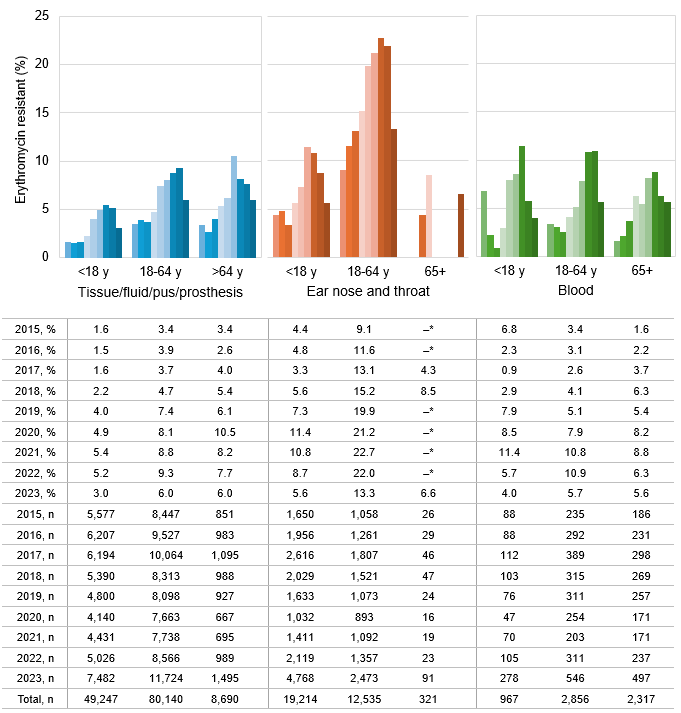 Erythromycin resistant (%)
25
20
15
10
5
0
<18 y 18-64 y >64 y <18 y 18-64 y 65+ <18 y 18-64 y 65+
Tissue/fluid/pus/prosthesis Ear nose and throat Blood
2015, % 1.6 3.4 3.4 4.4 9.1 –* 6.8 3.4 1.6
2016, % 1.5 3.9 2.6 4.8 11.6 –* 2.3 3.1 2.2
2017, % 1.6 3.7 4.0 3.3 13.1 4.3 0.9 2.6 3.7
2018, % 2.2 4.7 5.4 5.6 15.2 8.5 2.9 4.1 6.3
2019, % 4.0 7.4 6.1 7.3 19.9 –* 7.9 5.1 5.4
2020, % 4.9 8.1 10.5 11.4 21.2 –* 8.5 7.9 8.2
2021, % 5.4 8.8 8.2 10.8 22.7 –* 11.4 10.8 8.8
2022, % 5.2 9.3 7.7 8.7 22.0 –* 5.7 10.9 6.3
2023, % 3.0 6.0 6.0 5.6 13.3 6.6 4.0 5.7 5.6
2015, n 5,577 8,447 851 1,650 1,058 26 88 235 186
2016, n 6,207 9,527 983 1,956 1,261 29 88 292 231
2017, n 6,194 10,064 1,095 2,616 1,807 46 112 389 298
2018, n 5,390 8,313 988 2,029 1,521 47 103 315 269
2019, n 4,800 8,098 927 1,633 1,073 24 76 311 257
2020, n 4,140 7,663 667 1,032 893 16 47 254 171
2021, n 4,431 7,738 695 1,411 1,092 19 70 203 171
2022, n 5,026 8,566 989 2,119 1,357 23 105 311 237
2023, n 7,482 11,724 1,495 4,768 2,473 91 278 546 497
Total, n 49,247 80,140 8,690 19,214 12,535 321 967 2,856 2,317